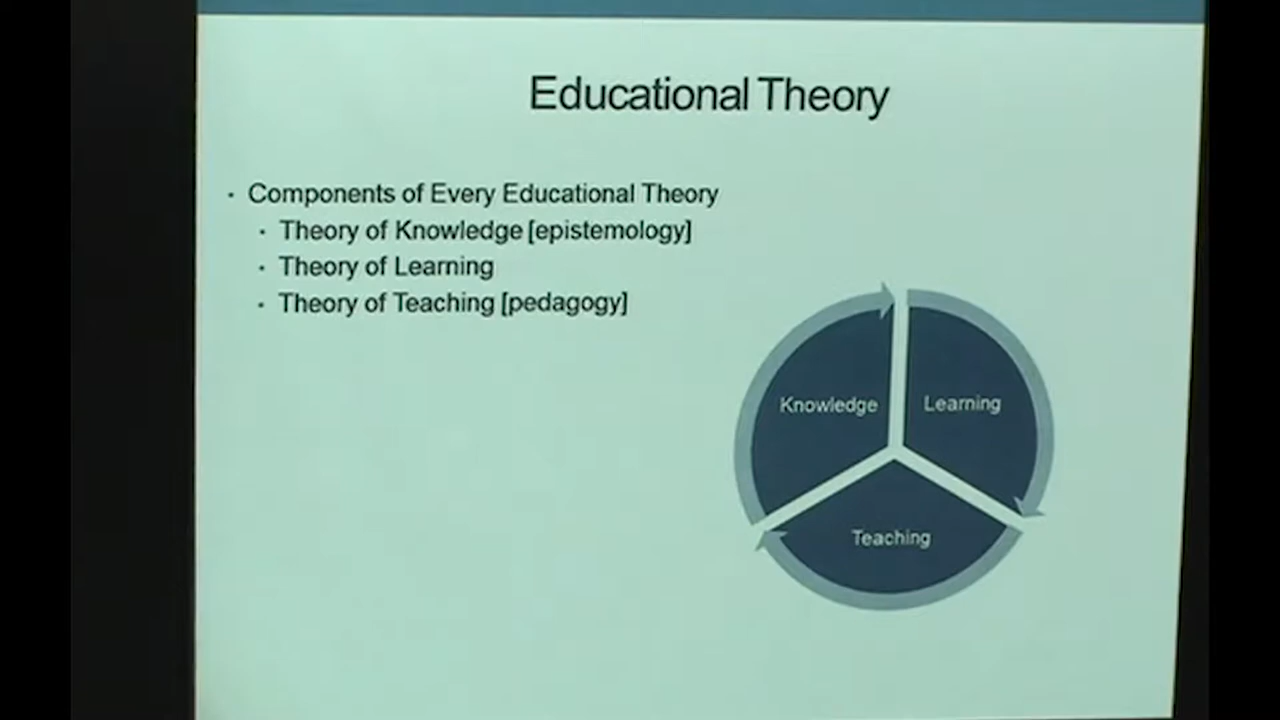 Educational Theory
· Components of Every Educational Theory
· Theory of Knowledge [epistemology]
· Theory of Learning
· Theory of Teaching [pedagogy]
Knowledge
Learning
Teaching